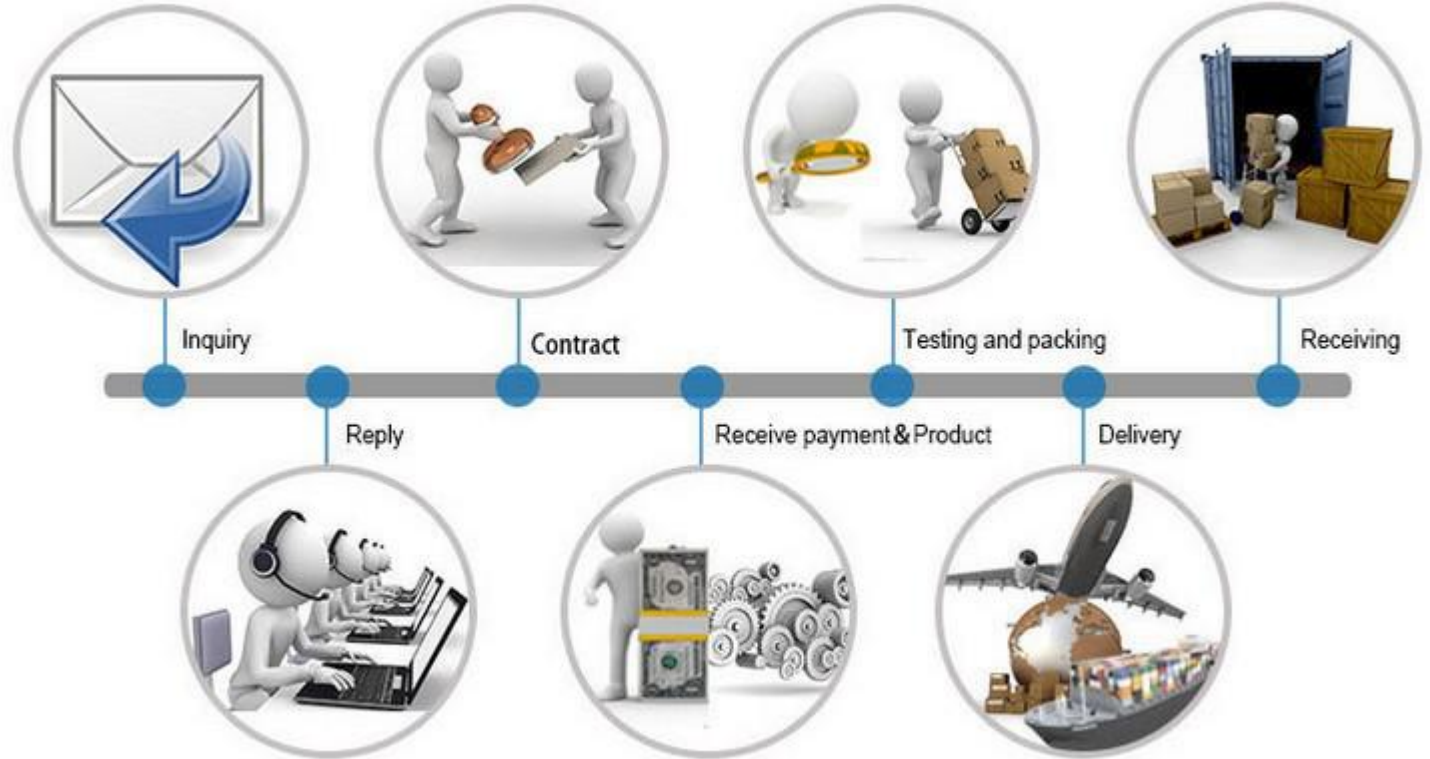 Inquiry
Reply
Contract
Receive payment&Product
Testing and packing
Delivery
Receiving